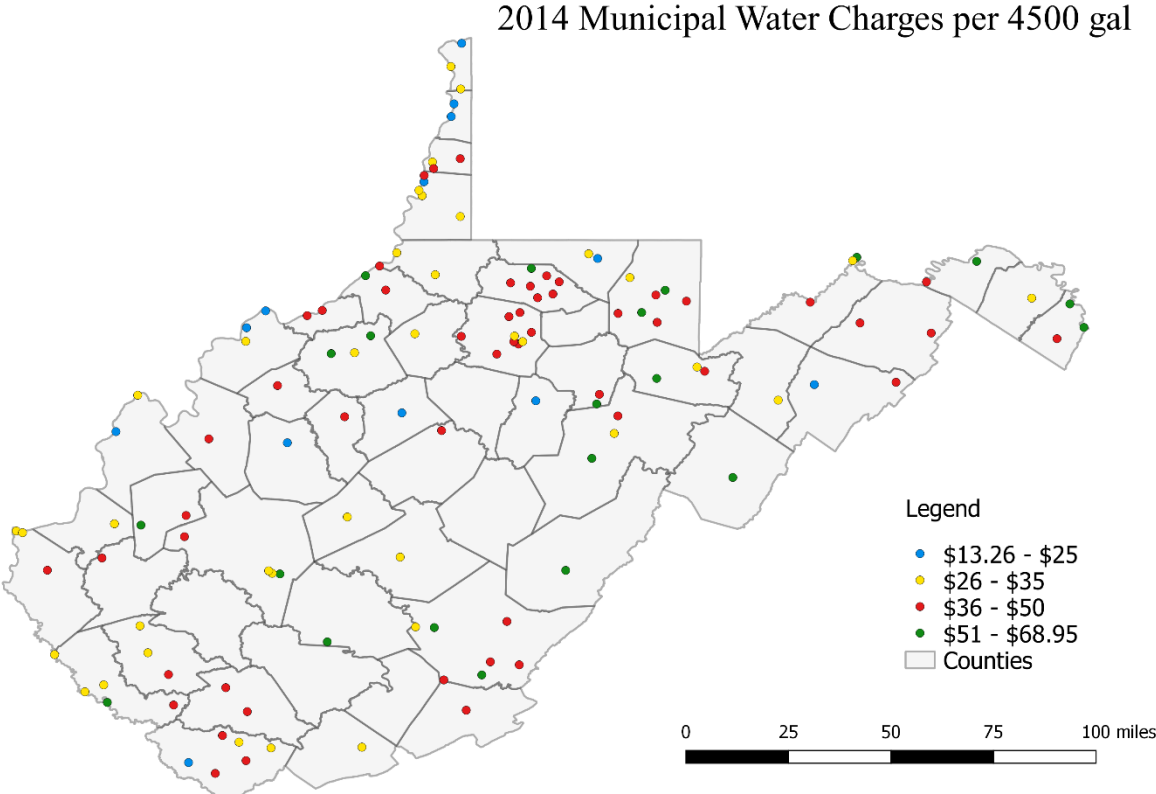 2014 Municipal Water Charges per 4500 gal
Legend
$13.26 - $25
$26 - $35
$36 - $50
$51 - $68.95
Counties
0 25 50 75 100 miles